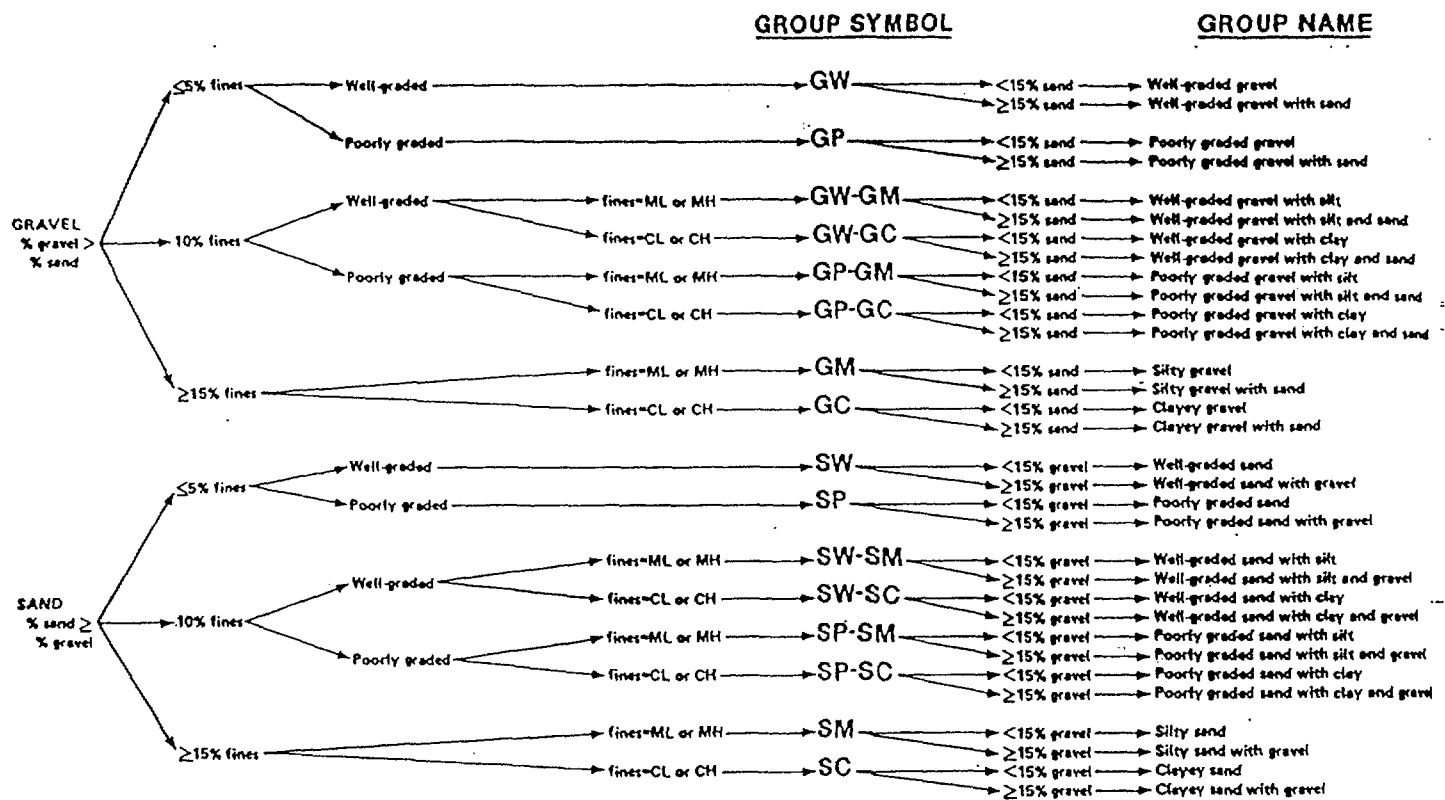 GROUP SYMBOL GROUP NAME
≤5% fines Well-graded GW <15% sand Well-graded gravel
≥15% sand Well-graded gravel with sand
Poorly graded GP <15% sand Poorly graded gravel
≥15% sand Poorly graded gravel with sand
GRAVEL
% gravel >
% sand
10% fines
Well-graded fines=ML or MH GW-GM <15% sand Well-graded gravel with silt
≥15% sand Well-graded gravel with silt and sand
fines=CL or CH GW-GC <15% sand Well-graded gravel with clay
≥15% sand Well-graded gravel with clay and sand
Poorly graded fines=ML or MH GP-GM <15% sand Poorly graded gravel with silt
≥15% sand Poorly graded gravel with silt and sand
fines=CL or CH GP-GC <15% sand Poorly graded gravel with clay
≥15% sand Poorly graded gravel with clay and sand
≥15% fines fines=ML or MH GM <15% sand Silty gravel
≥15% sand Silty gravel with sand
fines=CL or CH GC <15% sand Clayey gravel
≥15% sand Clayey gravel with sand
≤5% fines Well-graded SW <15% gravel Well-graded sand
≥15% gravel Well-graded sand with gravel
Poorly graded SP <15% gravel Poorly graded sand
≥15% gravel Poorly graded sand with gravel
SAND
% sand ≥
% gravel
10% fines
Well-graded fines=ML or MH SW-SM <15% gravel Well-graded sand with silt
≥15% gravel Well-graded sand with silt and gravel
fines=CL or CH SW-SC <15% gravel Well-graded sand with clay
≥15% gravel Well-graded sand with clay and gravel
Poorly graded fines=ML or MH SP-SM <15% gravel Poorly graded sand with silt
≥15% gravel Poorly graded sand with silt and gravel
fines=CL or CH SP-SC <15% gravel Poorly graded sand with clay
≥15% gravel Poorly graded sand with clay and gravel
≥15% fines fines=ML or MH SM <15% gravel Silty sand
≥15% gravel Silty sand with gravel
fines=CL or CH SC <15% gravel Clayey sand
≥15% gravel Clayey sand with gravel